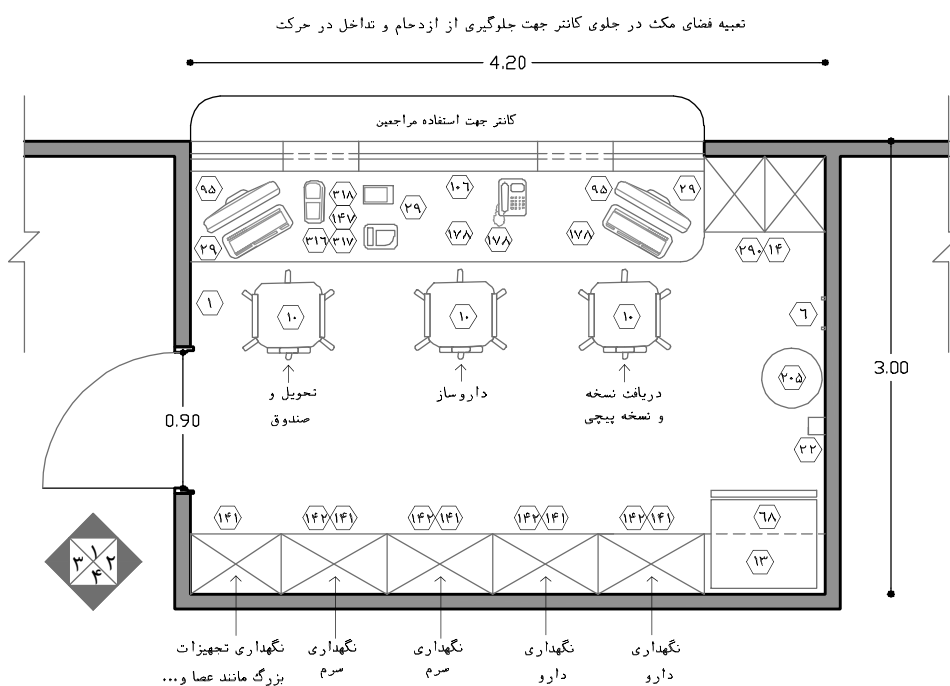 تعبیه فضای مکث در جلوی کانتر جهت جلوگیری از ازدحام و تداخل در حرکت
4.20
کانتر جهت استفاده مراجعین
۹۵
۳۱۸
۱۰۶
۹۵
۲۹
۲۹
۱۴۷
۲۹
۳۱۶
۳۱۷
۱۷۸
۱۷۸
۱۷۸
۲۹۰
۱۴
۱
۱۰
۱۰
۱۰
۶
3.00
۲۰۵
تحویل و
صندوق
داروساز
دریافت نسخه
و نسخه پیچی
0.90
۲۲
۱۴۱
۱۴۲
۱۴۱
۱۴۲
۱۴۱
۱۴۲
۱۴۱
۱۴۲
۱۴۱
۶۸
۱۳
۱
۳
۲
۴
نگهداری تجهیزات
بزرگ مانند عصا و...
نگهداری
سرم
نگهداری
سرم
نگهداری
دارو
نگهداری
دارو